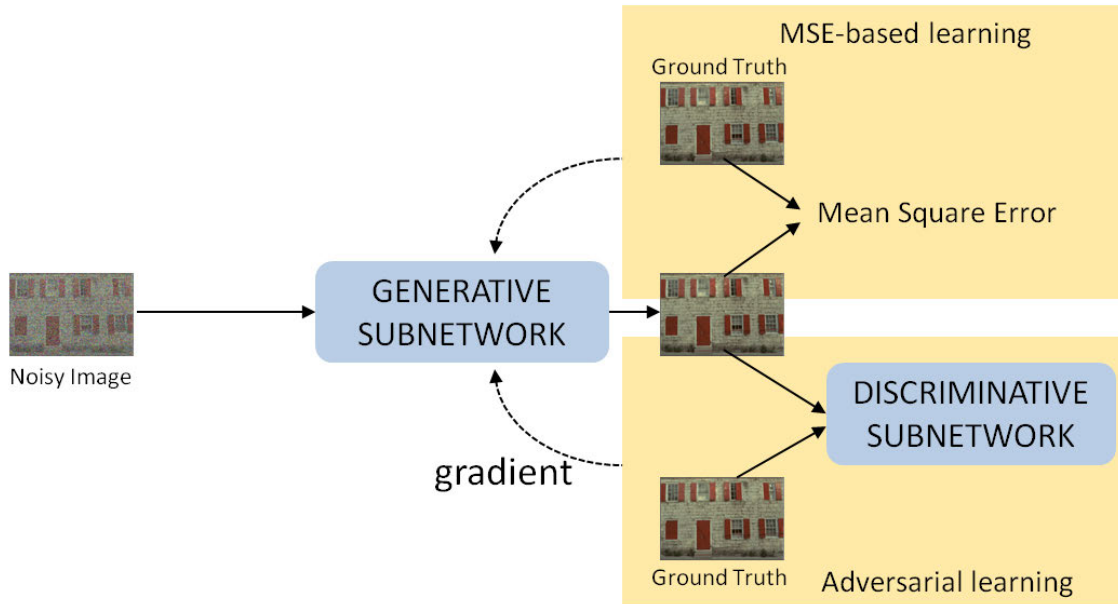 MSE-based learning
Ground Truth
Mean Square Error
GENERATIVE
SUBNETWORK
Noisy Image
DISCRIMINATIVE
SUBNETWORK
gradient
Ground Truth
Adversarial learning